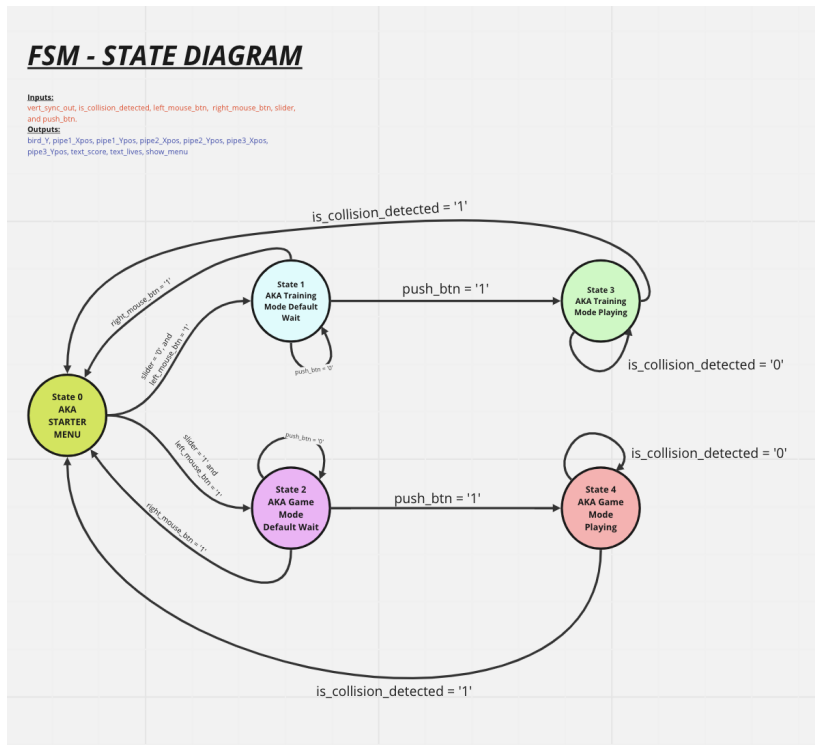 FSM - STATE DIAGRAM
Inputs:
vert_sync_out, is_collision_detected, left_mouse_btn, right_mouse_btn, slider,
and push_btn.
Outputs:
bird_Y, pipe1_Xpos, pipe1_Ypos, pipe2_Xpos, pipe2_Ypos, pipe3_Xpos,
pipe3_Ypos, text_score, text_lives, show_menu
is_collision_detected = '1'
right_mouse_btn = '1'
State 1
AKA Training
Mode Default
Wait
push_btn = '1'
State 3
AKA Training
Mode Playing
slider = '0', and
left_mouse_btn = '1'
push_btn = '0'
is_collision_detected = '0'
State 0
AKA
STARTER
MENU
slider = '1' and
left_mouse_btn = '1'
push_btn = '0'
is_collision_detected = '0'
State 2
AKA Game
Mode
Default Wait
push_btn = '1'
State 4
AKA Game
Mode
Playing
right_mouse_btn = '1'
is_collision_detected = '1'